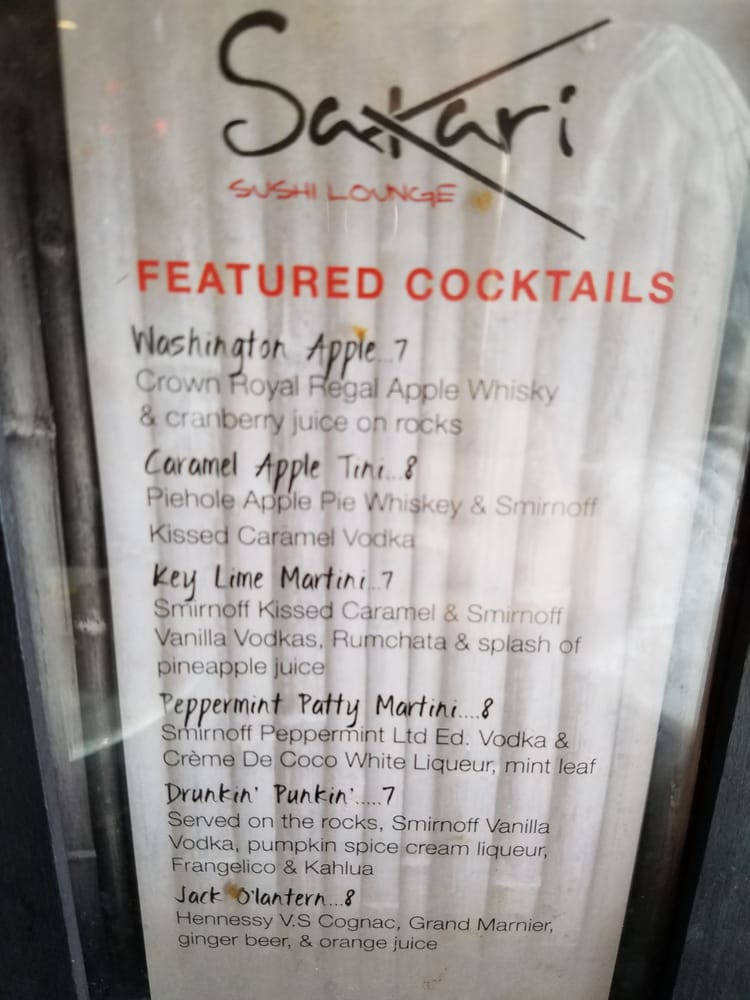 Sakari
SUSHI LOUNGE
FEATURED COCKTAILS
Washington Apple...7
Crown Royal Regal Apple Whisky
& cranberry juice on rocks
Caramel Apple Tini...8
Piehole Apple Pie Whiskey & Smirnoff
Kissed Caramel Vodka
Key Lime Martini...7
Smirnoff Kissed Caramel & Smirnoff
Vanilla Vodkas, Rumchata & splash of
pineapple juice
Peppermint Patty Martini....8
Smirnoff Peppermint Ltd Ed. Vodka &
Crème De Coco White Liqueur, mint leaf
Drunkin' Punkin'.....7
Served on the rocks, Smirnoff Vanilla
Vodka, pumpkin spice cream liqueur,
Frangelico & Kahlua
Jack O'lantern...8
Hennessy V.S Cognac, Grand Marnier,
ginger beer, & orange juice